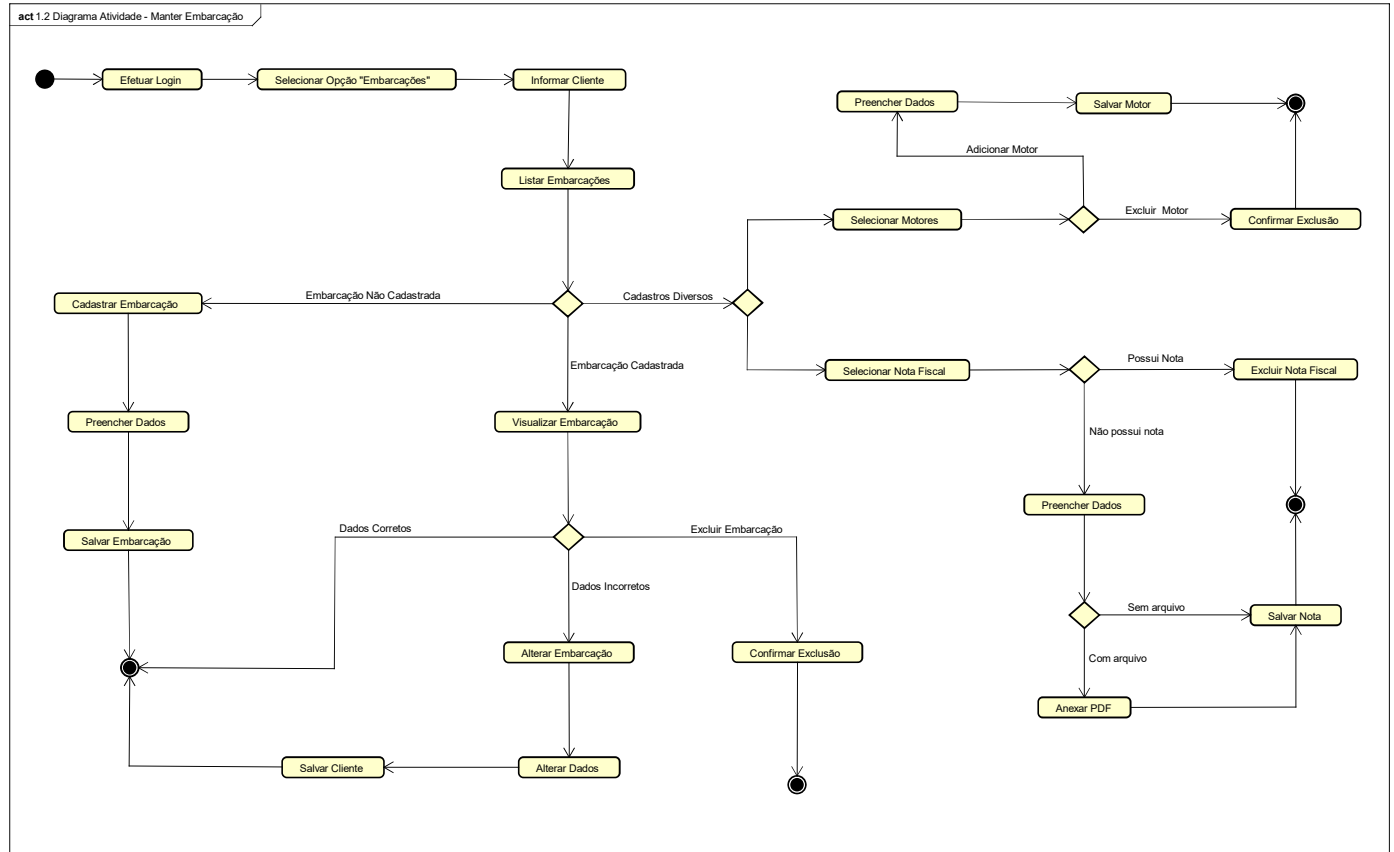 act 1.2 Diagrama Atividade - Manter Embarcação
Efetuar Login
Selecionar Opção "Embarcações"
Informar Cliente
Preencher Dados
Salvar Motor
Adicionar Motor
Listar Embarcações
Selecionar Motores
Excluir  Motor
Confirmar Exclusão
Cadastrar Embarcação
Embarcação Não Cadastrada
Cadastros Diversos
Embarcação Cadastrada
Selecionar Nota Fiscal
Possui Nota
Excluir Nota Fiscal
Preencher Dados
Visualizar Embarcação
Não possui nota
Preencher Dados
Salvar Embarcação
Dados Corretos
Excluir Embarcação
Dados Incorretos
Sem arquivo
Salvar Nota
Alterar Embarcação
Confirmar Exclusão
Com arquivo
Anexar PDF
Salvar Cliente
Alterar Dados